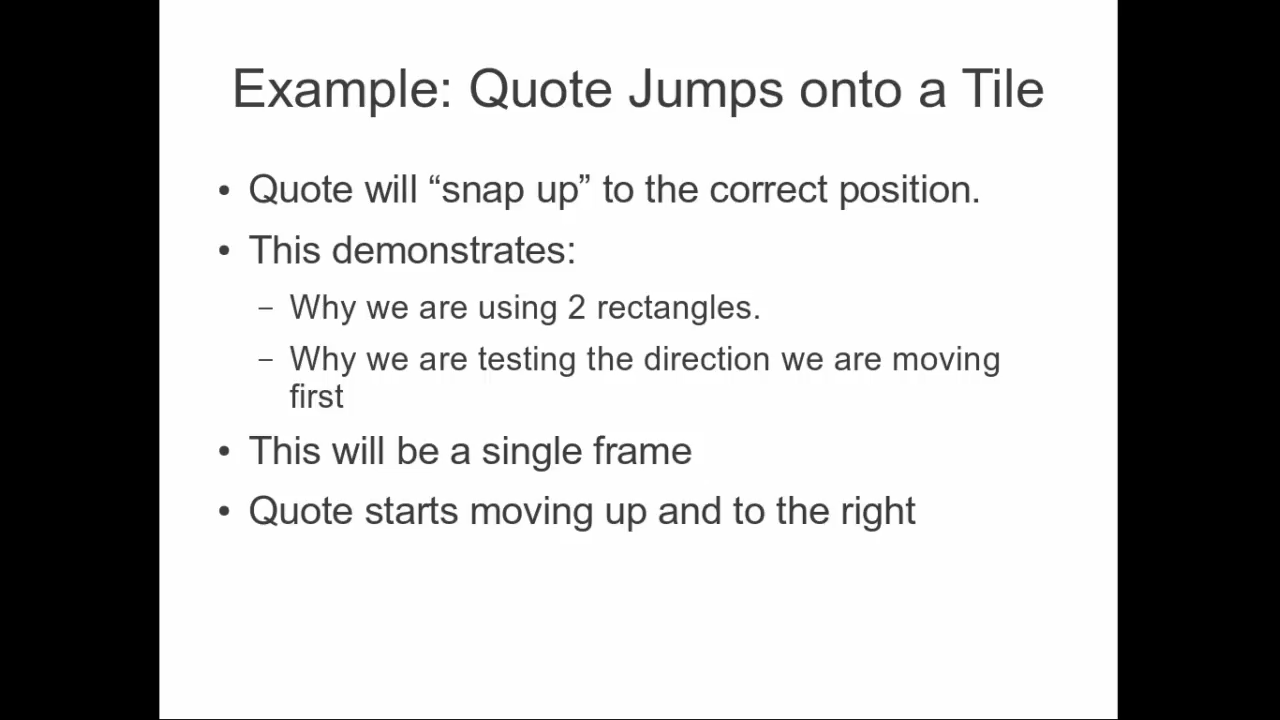 Example: Quote Jumps onto a Tile
• Quote will “snap up” to the correct position.
• This demonstrates:
– Why we are using 2 rectangles.
– Why we are testing the direction we are moving
first
• This will be a single frame
• Quote starts moving up and to the right